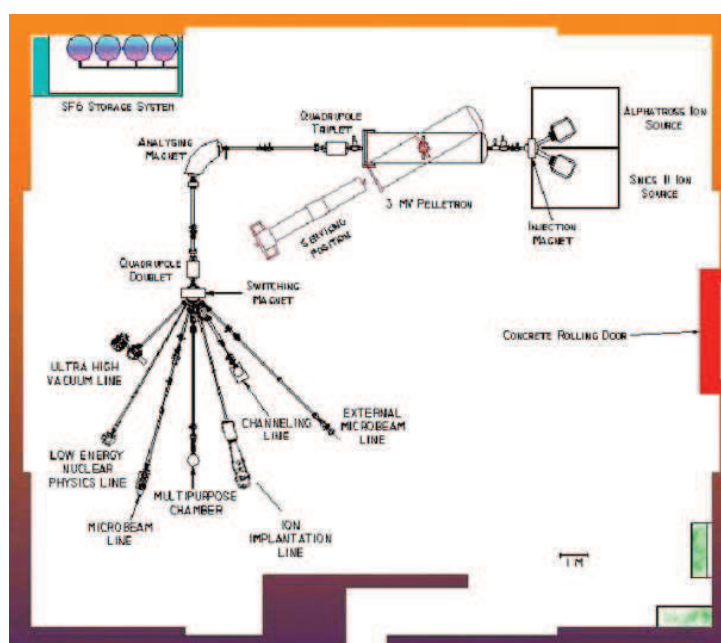 SF6 STORAGE SYSTEM
ANALYSING
MAGNET
QUADRUPOLE
TRIPLET
ALPHATROSS ION
SOURCE
SNICS II ION
SOURCE
3 MV PELLETRON
SERVICING
POSITION
INJECTION
MAGNET
QUADRUPOLE
DOUBLET
SWITCHING
MAGNET
CONCRETE ROLLING DOOR
ULTRA HIGH
VACUUM LINE
CHANNELING
LINE
EXTERNAL
MICROBEAM
LINE
LOW ENERGY
NUCLEAR
PHYSICS LINE
MULTIPURPOSE
CHAMBER
MICROBEAM
LINE
ION
IMPLANTATION
LINE
1 M